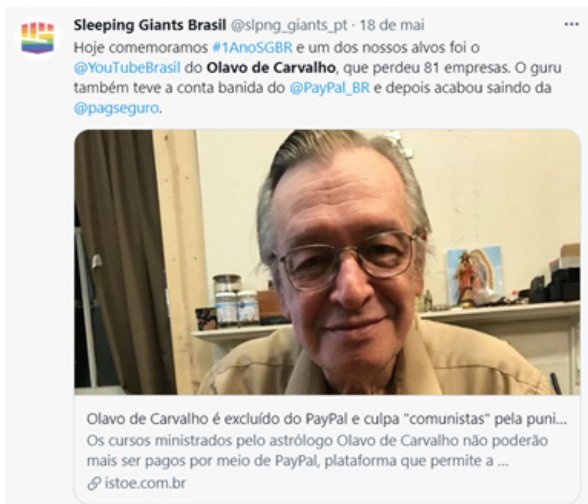 Sleeping Giants Brasil @slpng_giants_pt · 18 de mai
Hoje comemoramos #1AnoSGBR e um dos nossos alvos foi o
@YouTubeBrasil do Olavo de Carvalho, que perdeu 81 empresas. O guru
também teve a conta banida do @PayPal_BR e depois acabou saindo da
@pagseguro.
Olavo de Carvalho é excluído do PayPal e culpa "comunistas" pela puni...
Os cursos ministrados pelo astrólogo Olavo de Carvalho não poderão
mais ser pagos por meio de PayPal, plataforma que permite a ...
istoe.com.br